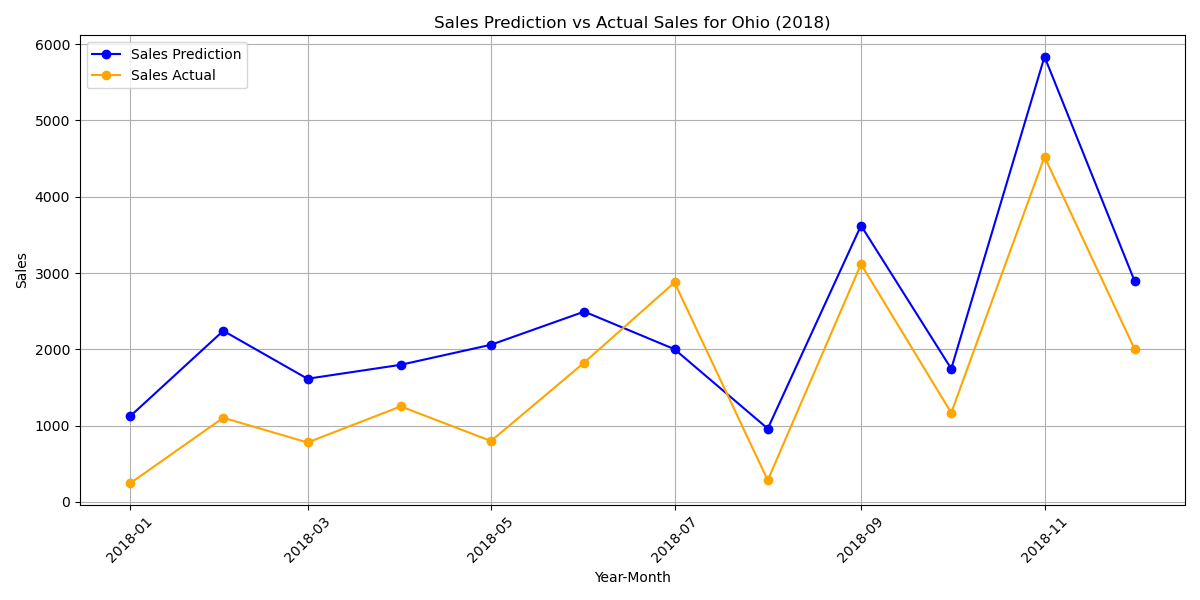 Sales Prediction vs Actual Sales for Ohio (2018)
Sales Prediction
Sales Actual
6000
5000
4000
3000
2000
1000
0
Sales
2018-01
2018-03
2018-05
2018-07
2018-09
2018-11
Year-Month